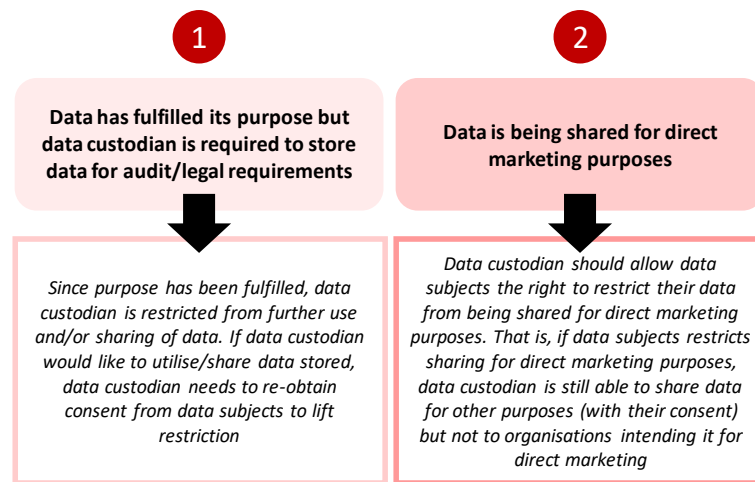 1
Data has fulfilled its purpose but
data custodian is required to store
data for audit/legal requirements
Since purpose has been fulfilled, data
custodian is restricted from further use
and/or sharing of data. If data custodian
would like to utilise/share data stored,
data custodian needs to re-obtain
consent from data subjects to lift
restriction
2
Data is being shared for direct
marketing purposes
Data custodian should allow data
subjects the right to restrict their data
from being shared for direct marketing
purposes. That is, if data subjects restricts
sharing for direct marketing purposes,
data custodian is still able to share data
for other purposes (with their consent)
but not to organisations intending it for
direct marketing